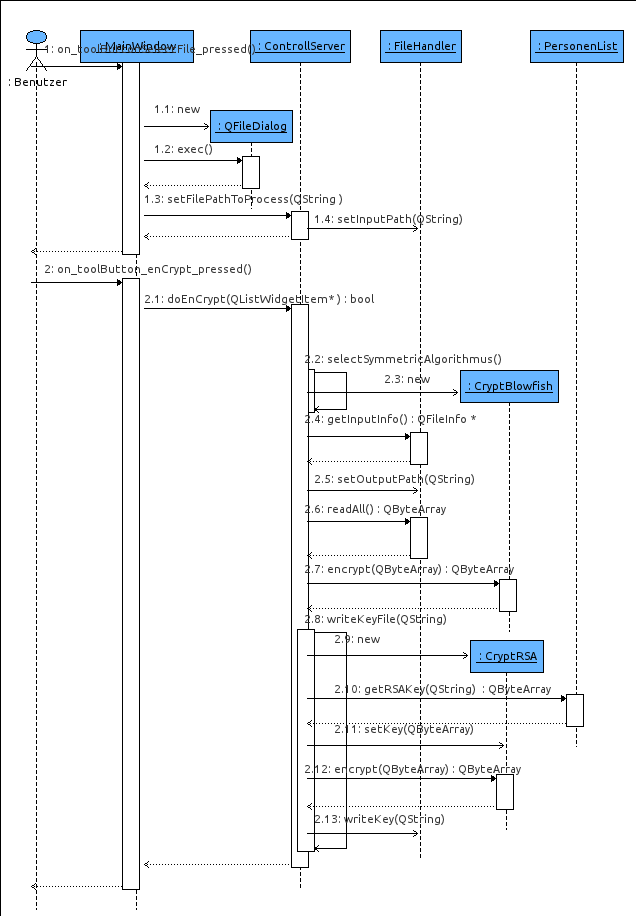 : MainWindow
: ControllServer
: FileHandler
: PersonenList
1: on_toolButton File_pressed()
: Benutzer
1.1: new
: QFileDialog
1.2: exec()
1.3: setFilePathToProcess(QString )
1.4: setInputPath(QString)
2: on_toolButton_enCrypt_pressed()
2.1: doEnCrypt(QListWidgetItem* ) : bool
2.2: selectSymmetricAlgorithmus()
2.3: new
: CryptBlowfish
2.4: getInputInfo() : QFileInfo *
2.5: setOutputPath(QString)
2.6: readAll() : QByteArray
2.7: encrypt(QByteArray) : QByteArray
2.8: writeKeyFile(QString)
2.9: new
: CryptRSA
2.10: getRSAKey(QString)  : QByteArray
2.11: setKey(QByteArray)
2.12: encrypt(QByteArray) : QByteArray
2.13: writeKey(QString)